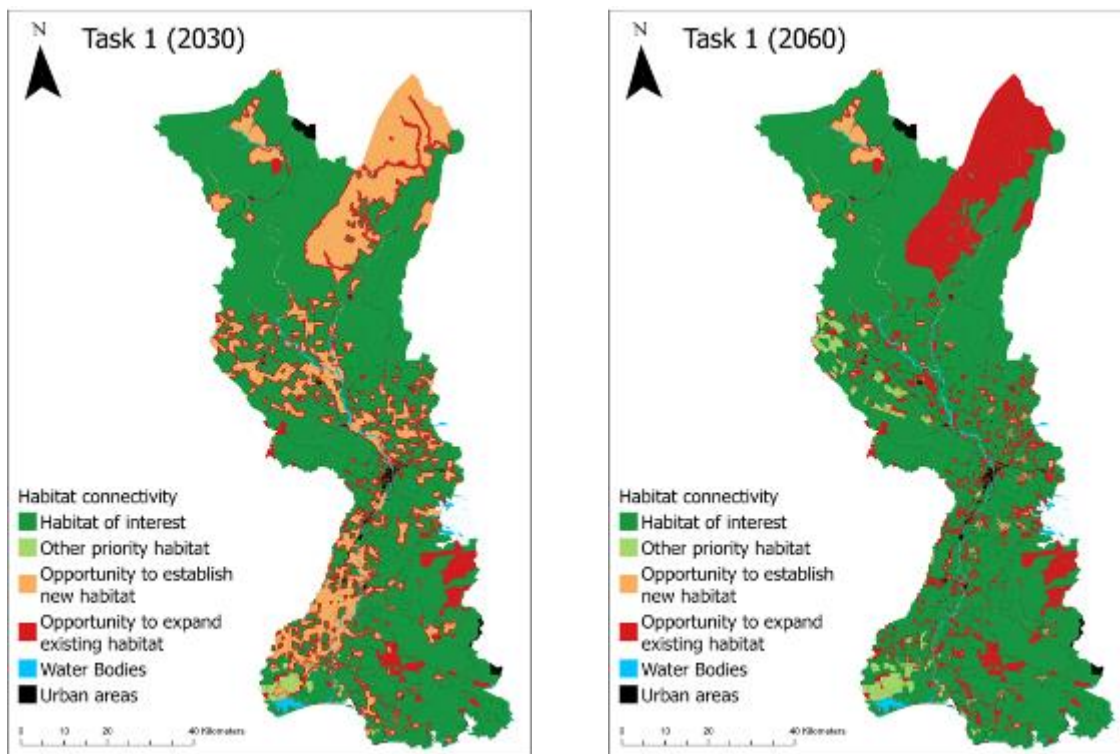 N
Task 1 (2030)
Habitat connectivity
Habitat of interest
Other priority habitat
Opportunity to establish
new habitat
Opportunity to expand
existing habitat
Water Bodies
Urban areas
0 10 20 40 Kilometers
N
Task 1 (2060)
Habitat connectivity
Habitat of interest
Other priority habitat
Opportunity to establish
new habitat
Opportunity to expand
existing habitat
Water Bodies
Urban areas
0 10 20 40 Kilometers